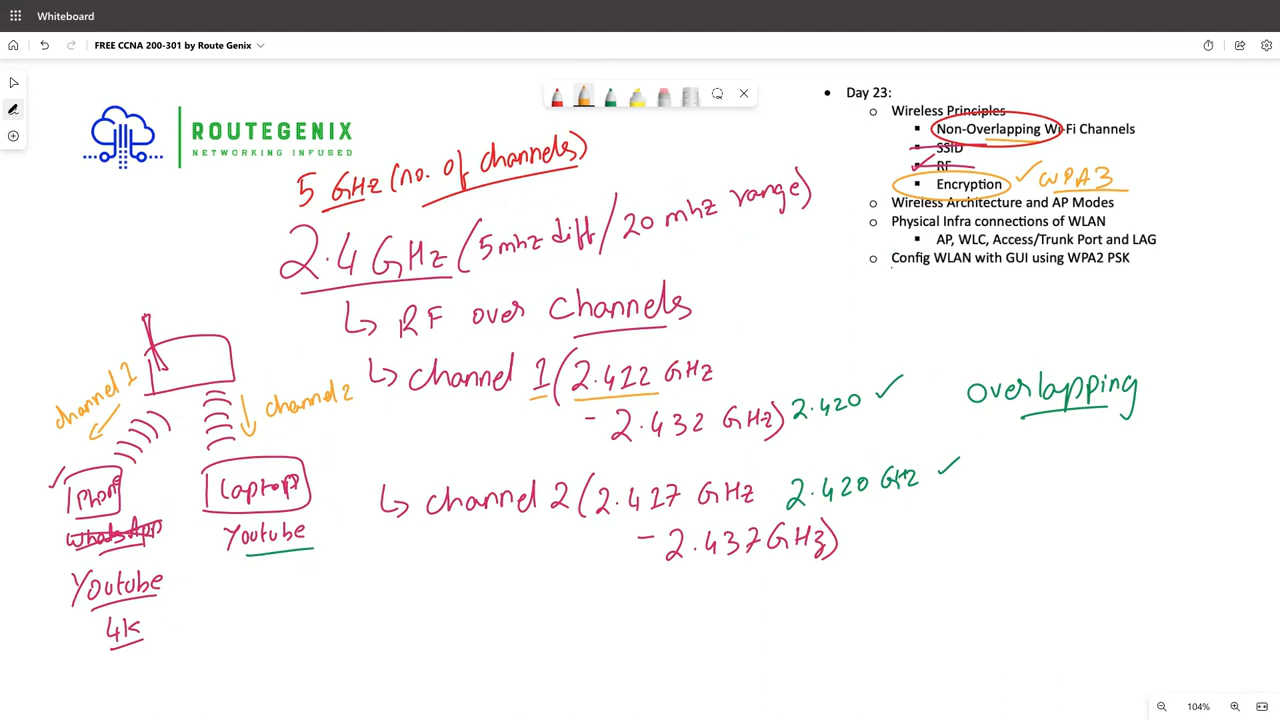 Whiteboard
FREE CCNA 200-301 by Route Genix
ROUTEGENIX
NETWORKING INFUSED
• Day 23:
o Wireless Principles
▪ Non-Overlapping Wi-Fi Channels
▪ SSID
▪ RF
▪ Encryption
WPA3
o Wireless Architecture and AP Modes
o Physical Infra connections of WLAN
▪ AP, WLC, Access/Trunk Port and LAG
o Config WLAN with GUI using WPA2 PSK
5 GHz (no. of channels)
2.4 GHz (5mhz diff/20 mhz range)
↳ RF over Channels
↳ channel 1 (2.422 GHz
- 2.432 GHz) 2.420 ✓
overlapping
↳ channel 2 (2.427 GHz 2.420 GHz ✓
- 2.437 GHz)
channel 1
channel 2
Phone
Laptop
WhatsApp
Youtube
Youtube
4K
104%